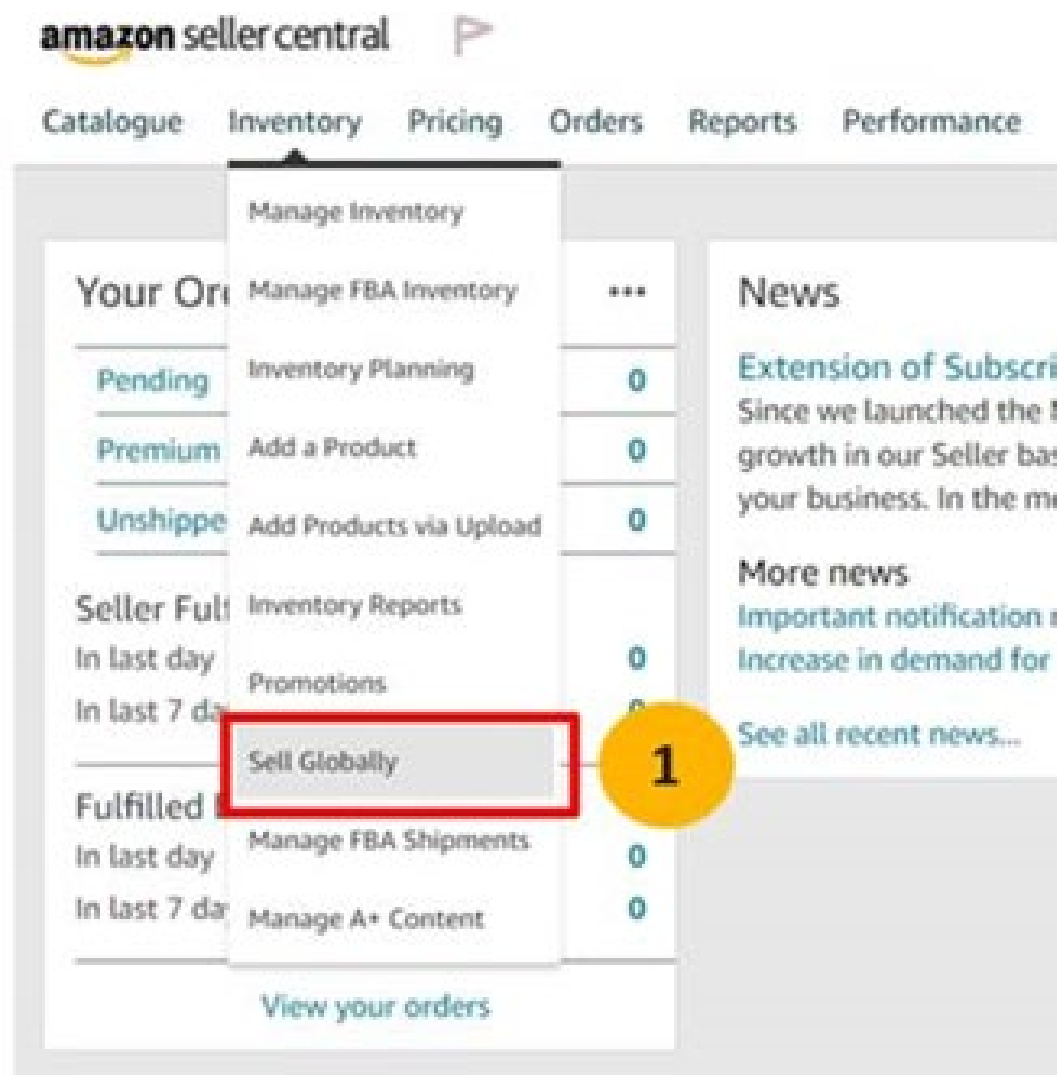 amazon seller central
Catalogue Inventory Pricing Orders Reports Performance
Manage Inventory
Manage FBA Inventory
Inventory Planning
Add a Product
Add Products via Upload
Inventory Reports
Promotions
Sell Globally
Manage FBA Shipments
Manage A+ Content
Your
Pending 0
Premium 0
Unshippe 0
Seller Ful
In last day 0
In last 7 da
Fulfilled
In last day 0
In last 7 da 0
View your orders
1
News
Extension of Subscri
Since we launched the
growth in our Seller bas
your business. In the
More news
Important notification
Increase in demand for
See all recent news...